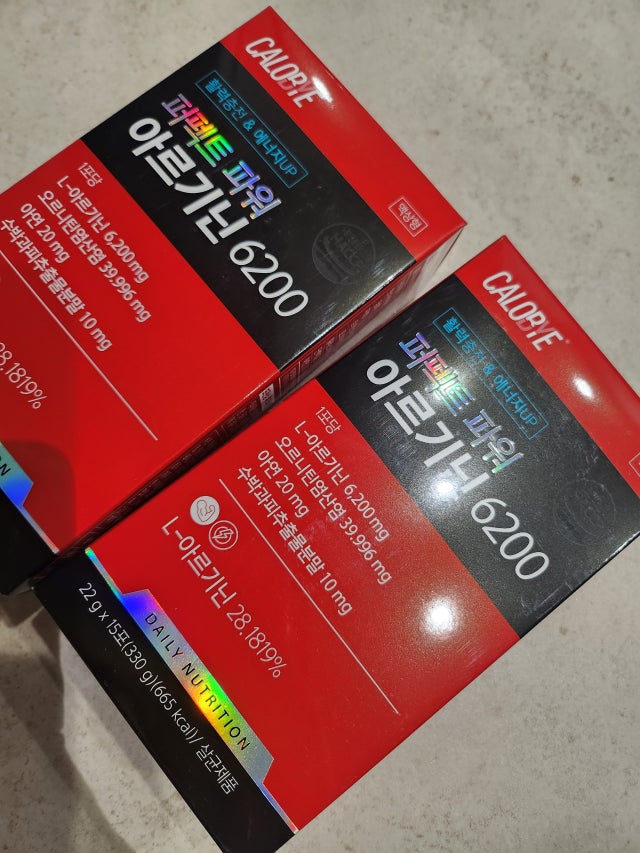 CALOBYE
활력충전 & 에너지UP
퍼펙트 파워
아르기닌 6200
액상형
1포당
L-아르기닌 6,200 mg
오르니틴염산염 39.996 mg
아연 20 mg
수박과피추출물분말 10 mg
28.1819%
CALOBYE
활력충전 & 에너지UP
퍼펙트 파워
아르기닌 6200
1포당
L-아르기닌 6,200 mg
오르니틴염산염 39.996 mg
아연 20 mg
수박과피추출물분말 10 mg
L-아르기닌 28.1819%
DAILY NUTRITION
22 g x 15포(330 g)(665 kcal)/ 살균제품